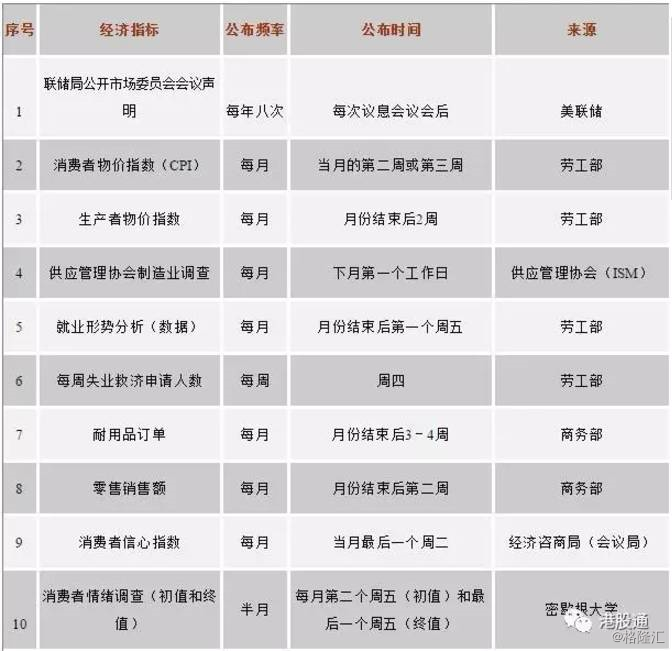 序号 经济指标 公布频率 公布时间 来源
联储局公开市场委员会会议声
1 明 每年八次 每次议息会议会后 美联储
2 消费者物价指数（CPI） 每月 当月的第二周或第三周 劳工部
3 生产者物价指数 每月 月份结束后2周 劳工部
4 供应管理协会制造业调查 每月 下月第一个工作日 供应管理协会（ISM）
5 就业形势分析（数据） 每月 月份结束后第一个周五 劳工部
6 每周失业救济申请人数 每周 周四 劳工部
7 耐用品订单 每月 月份结束后3－4周 商务部
8 零售销售额 每月 月份结束后第二周 商务部
9 消费者信心指数 每月 当月最后一个周二 经济咨商局（会议局）
消费者情绪调查（初值和终 每月第二个周五（初值）和最
10 值） 半月 后一个周五（终值） 密歇根大学
港股通
@格隆汇